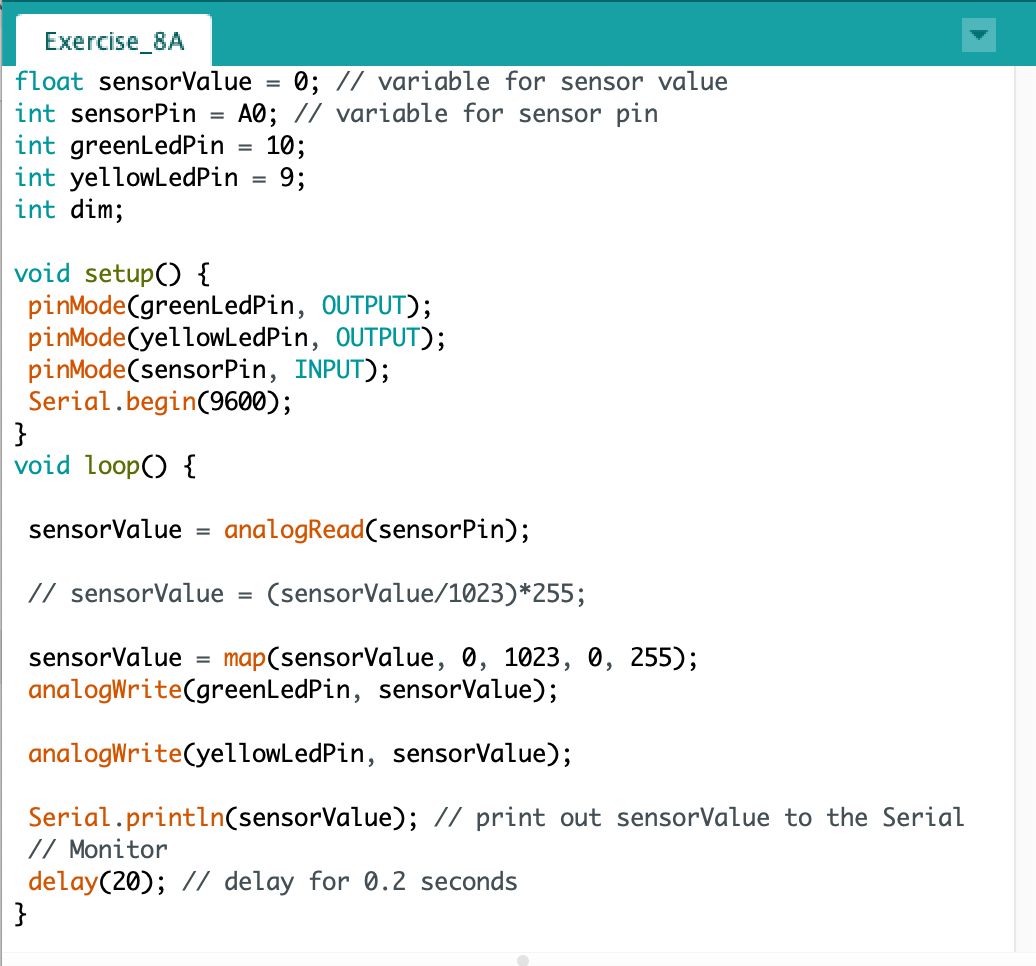 Exercise_8A
float sensorValue = 0; // variable for sensor value
int sensorPin = A0; // variable for sensor pin
int greenLedPin = 10;
int yellowLedPin = 9;
int dim;
void setup() {
pinMode(greenLedPin, OUTPUT);
pinMode(yellowLedPin, OUTPUT);
pinMode(sensorPin, INPUT);
Serial.begin(9600);
}
void loop() {
sensorValue = analogRead(sensorPin);
// sensorValue = (sensorValue/1023)*255;
sensorValue = map(sensorValue, 0, 1023, 0, 255);
analogWrite(greenLedPin, sensorValue);
analogWrite(yellowLedPin, sensorValue);
Serial.println(sensorValue); // print out sensorValue to the Serial
// Monitor
delay(20); // delay for 0.2 seconds
}